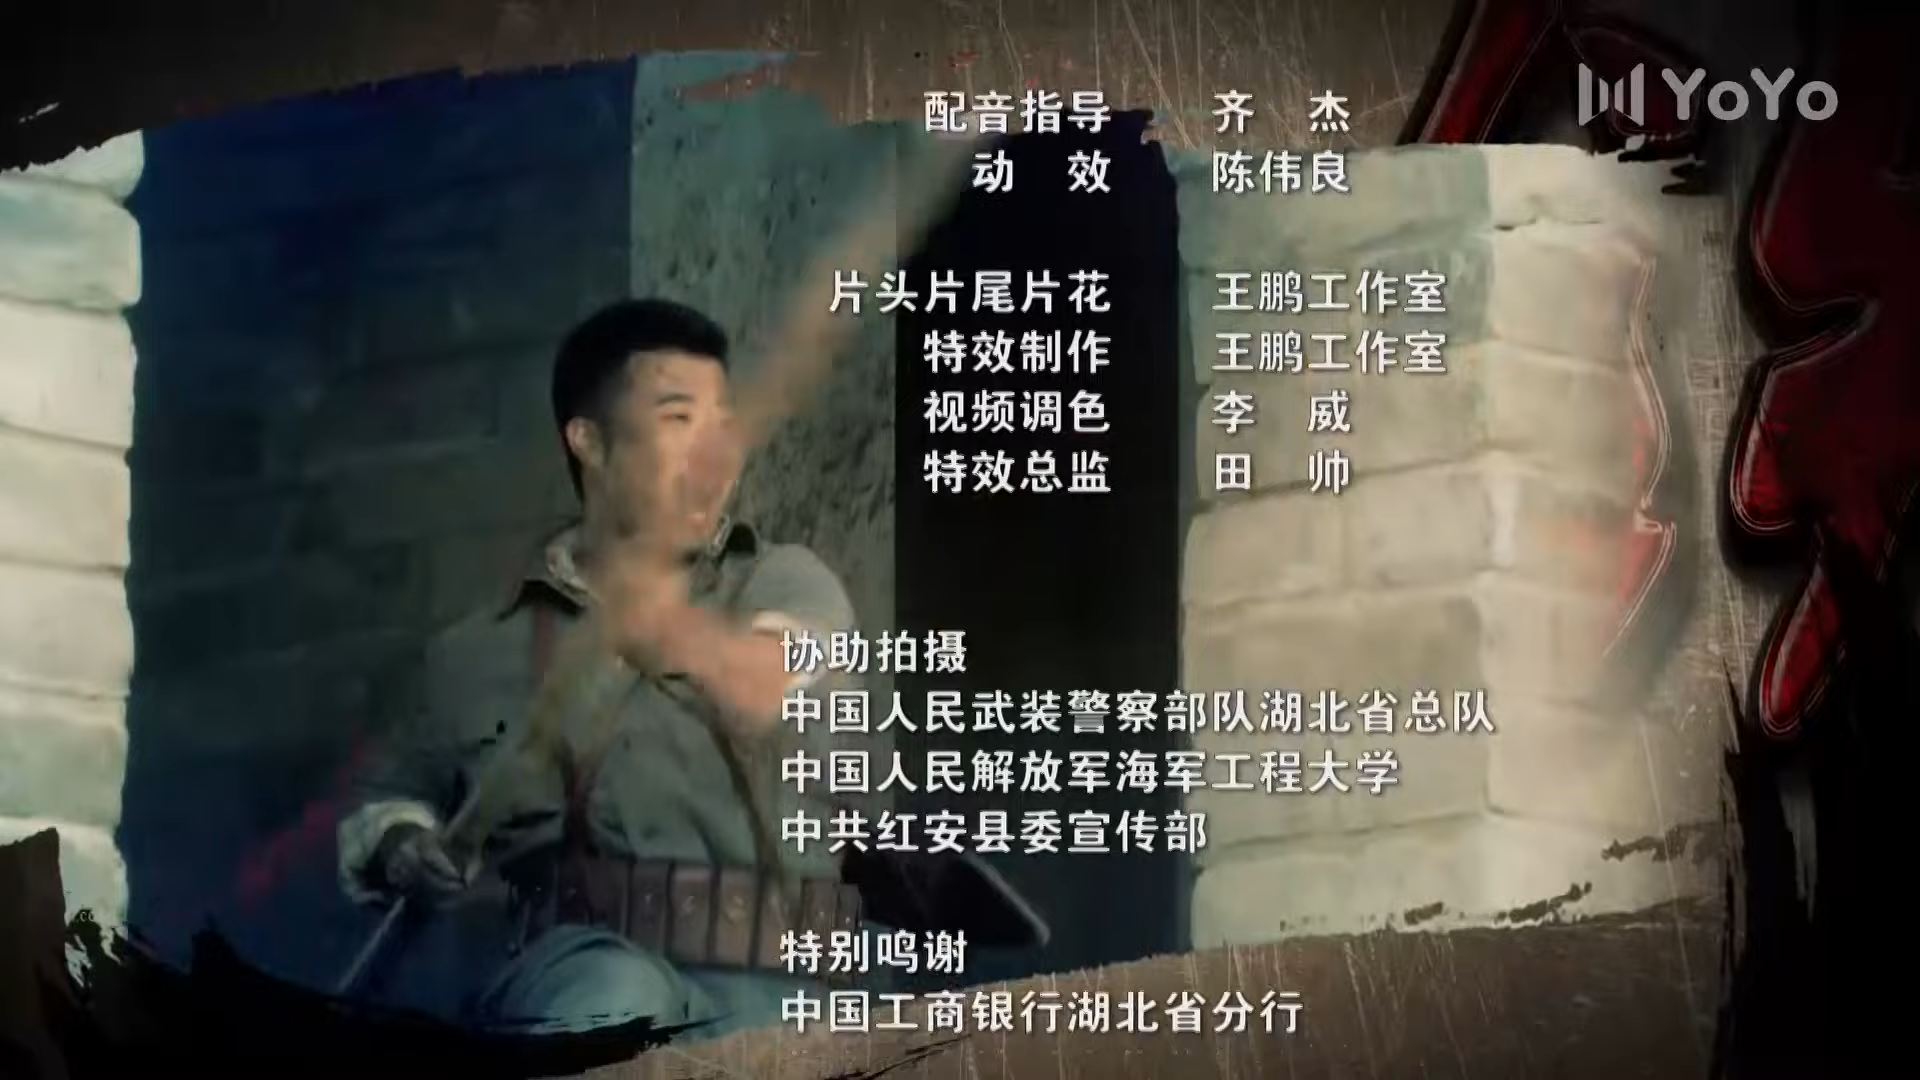 YoYo
配音指导 齐 杰
动 效 陈伟良
片头片尾片花 王鹏工作室
特效制作 王鹏工作室
视频调色 李 威
特效总监 田 帅
协助拍摄
中国人民武装警察部队湖北省总队
中国人民解放军海军工程大学
中共红安县委宣传部
特别鸣谢
中国工商银行湖北省分行